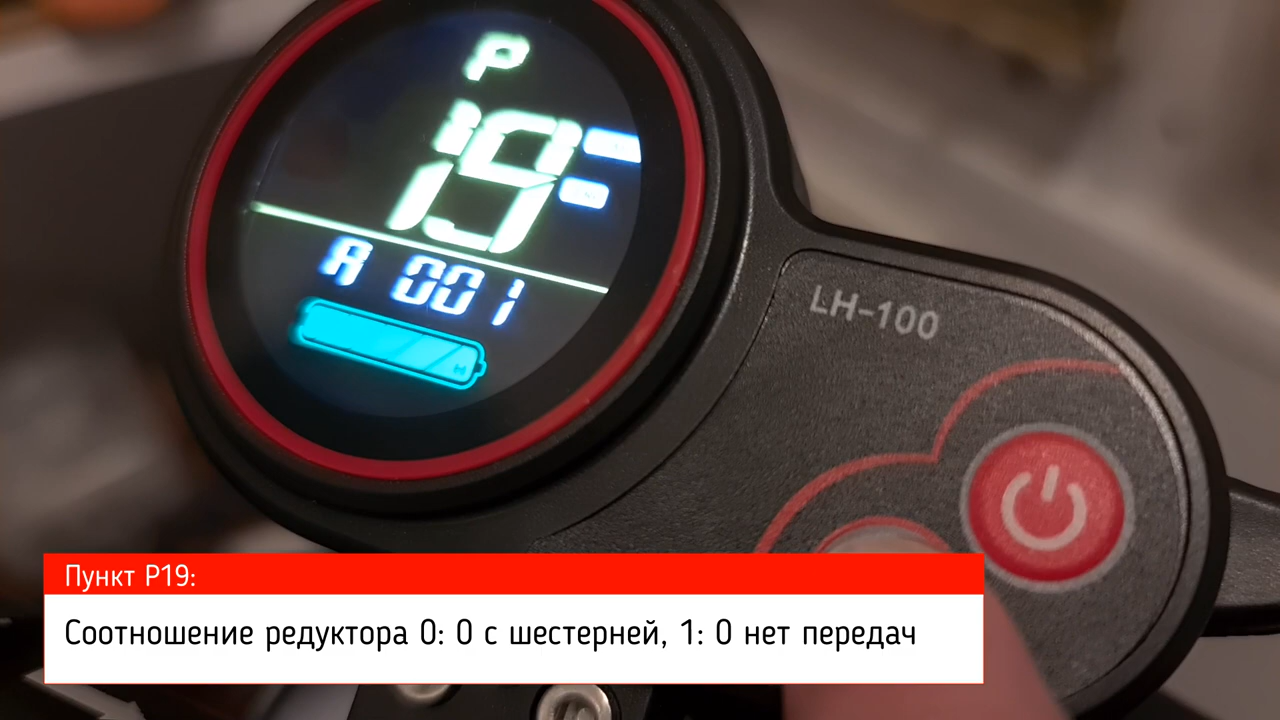 P
19
A 001
LH-100
Пункт P19:
Соотношение редуктора 0: 0 с шестерней, 1: 0 нет передач